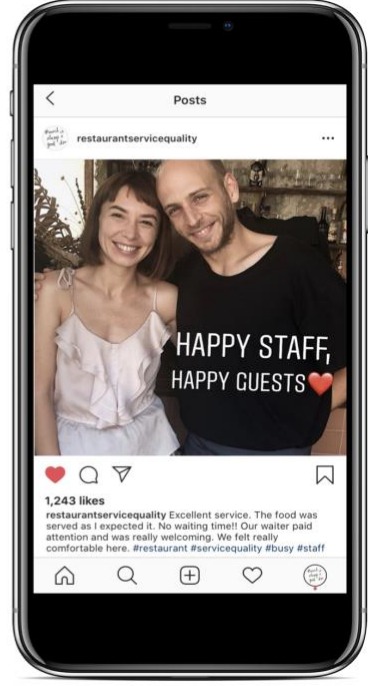 Posts
restaurantservicequality
HAPPY STAFF,
HAPPY GUESTS❤️
1,243 likes
restaurantservicequality Excellent service. The food was
served as I expected it. No waiting time!! Our waiter paid
attention and was really welcoming. We felt really
comfortable here. #restaurant #servicequality #busy #staff